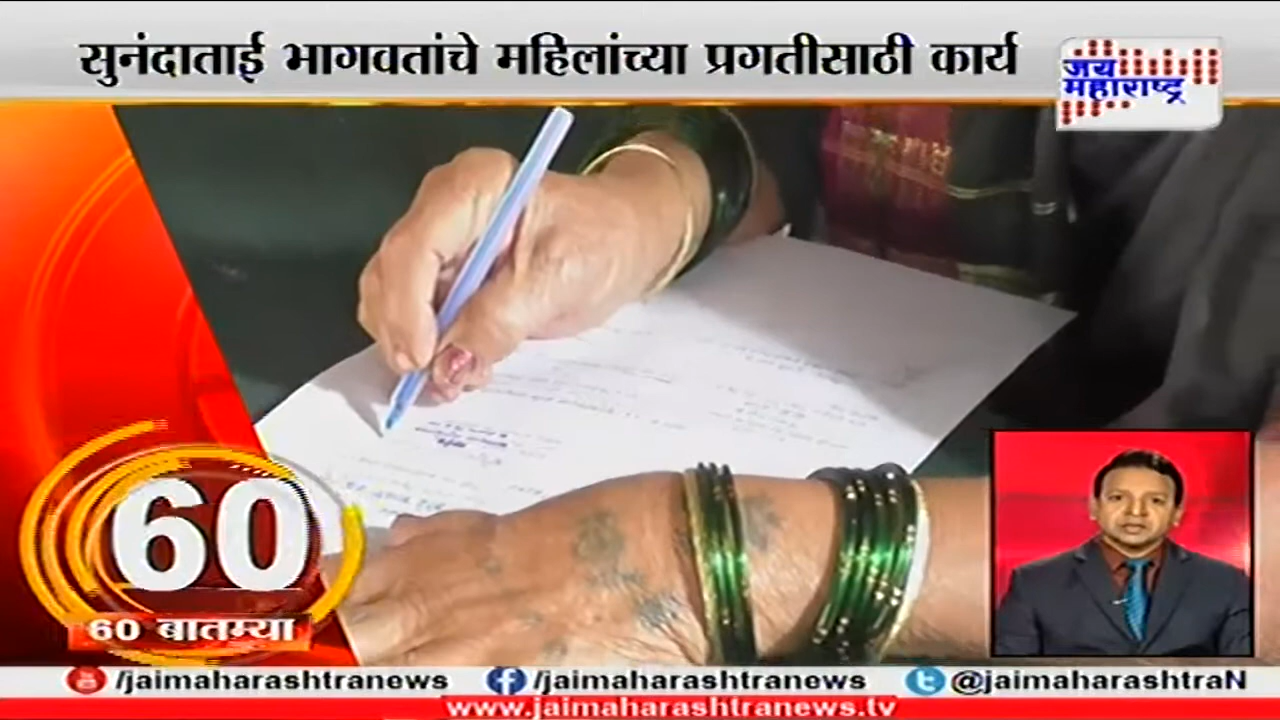 सुनंदाताई भागवतांचे महिलांच्या प्रगतीसाठी कार्य
जय
महाराष्ट्र
60
60 बातम्या
/jaimaharashtranews /jaimaharashtranews @jaimaharashtraN
www.jaimaharashtranews.tv